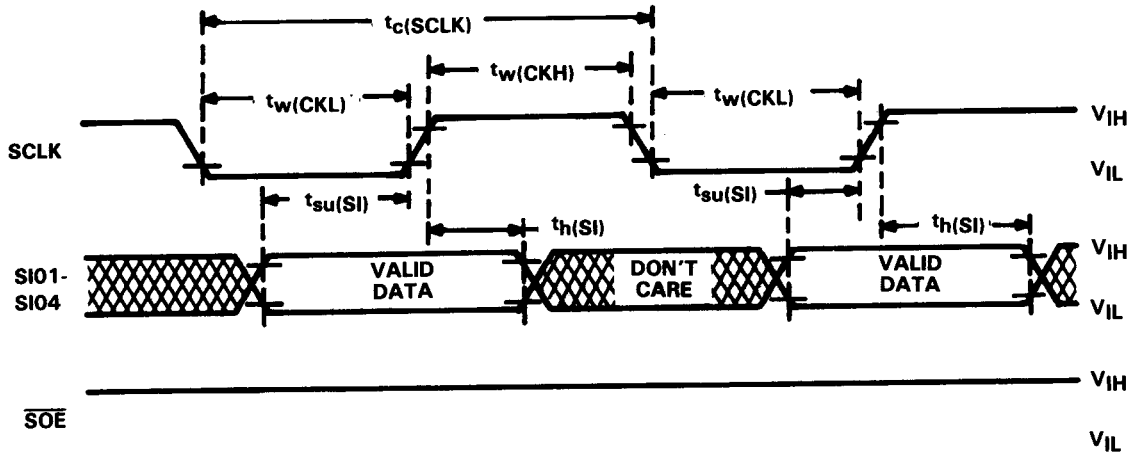 tc(SCLK)
tw(CKH)
tw(CKL)
tw(CKL)
VIH
SCLK
VIL
tsu(SI)
tsu(SI)
th(SI)
th(SI)
VIH
SI01-
SI04
VALID
DATA
DON'T
CARE
VALID
DATA
VIL
VIH
SOE
VIL